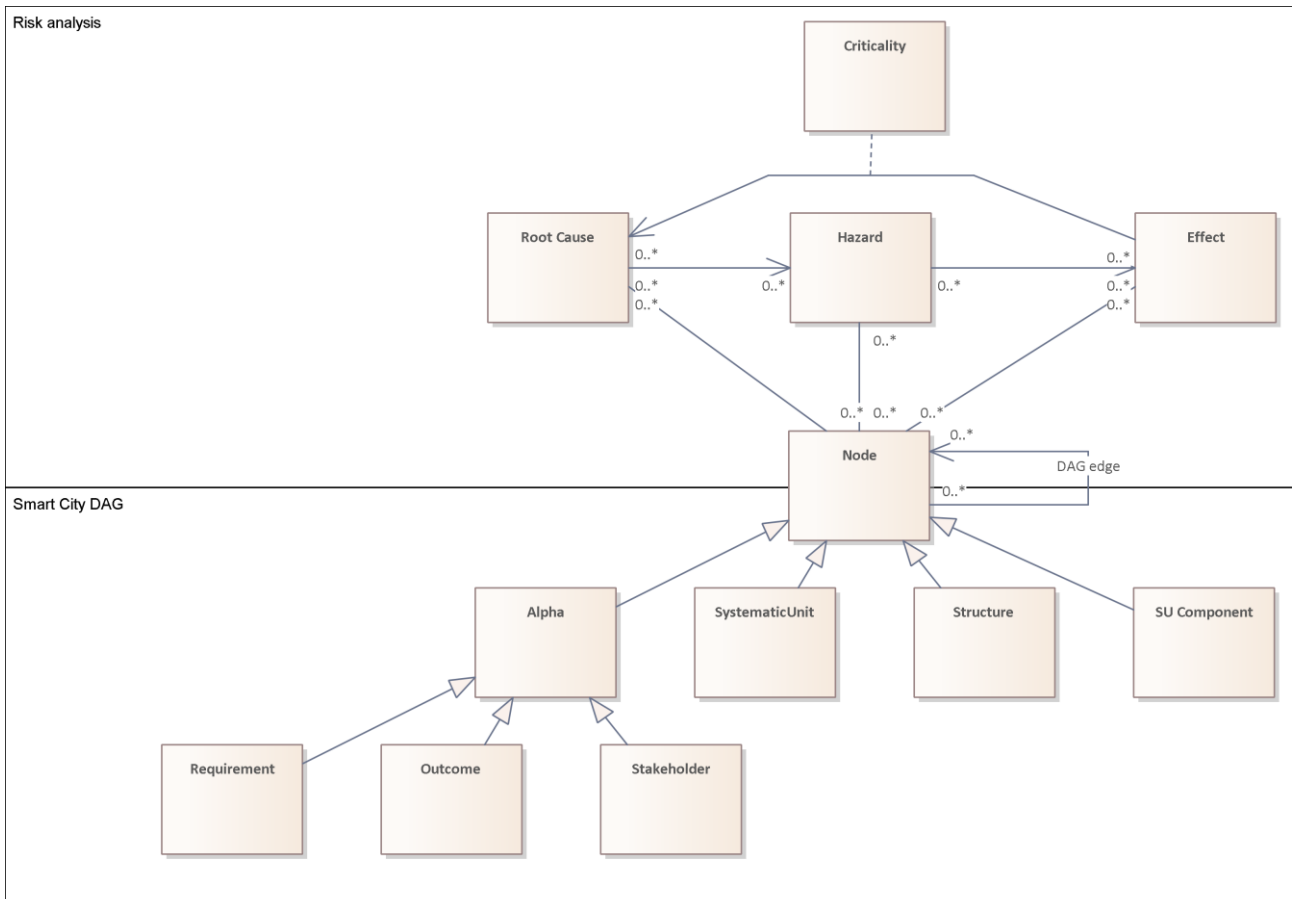 Risk analysis
Criticality
Root Cause
Hazard
Effect
0..*
0..*
0..*
0..*
0..*
0..*
0..*
0..*
0..*
0..*
0..*
0..*
Node
0..*
DAG edge
0..*
Smart City DAG
Alpha
SystematicUnit
Structure
SU Component
Requirement
Outcome
Stakeholder